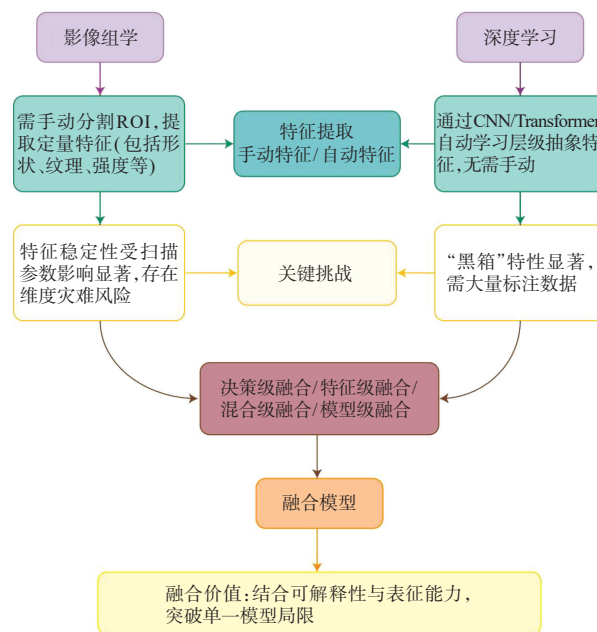 影像组学
深度学习
需手动分割ROI,提
取定量特征(包括形
状、纹理、强度等)
特征提取
手动特征/自动特征
通过CNN/Transformer
自动学习层级抽象特
征,无需手动
特征稳定性受扫描
参数影响显著,存在
维度灾难风险
关键挑战
“黑箱”特性显著,
需大量标注数据
决策级融合/特征级融合/
混合级融合/模型级融合
融合模型
融合价值:结合可解释性与表征能力,
突破单一模型局限